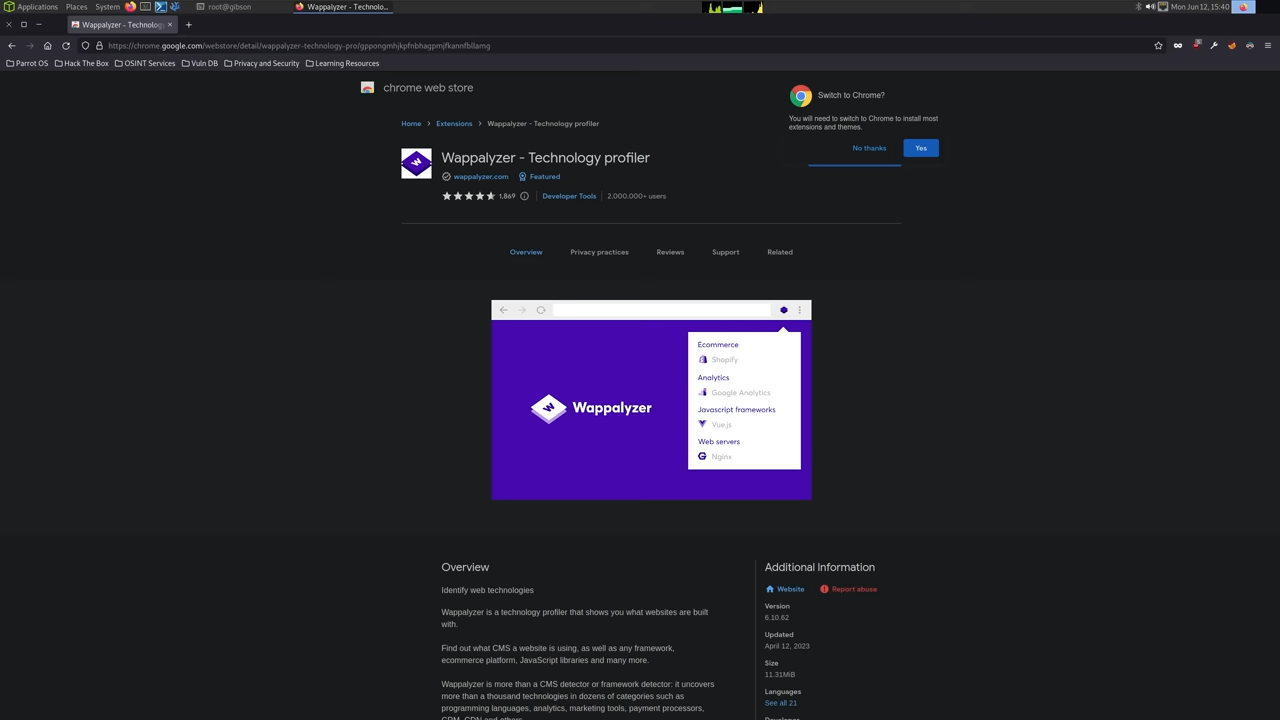 Applications Places System root@gibson Wappalyzer - Technolo... Mon Jun 12, 15:40
Wappalyzer - Technology
https://chrome.google.com/webstore/detail/wappalyzer-technology-pro/gppongmhjkpfnbhagpmjfkannfbllamg
Parrot OS Hack The Box OSINT Services Vuln DB Privacy and Security Learning Resources
chrome web store
Switch to Chrome?
You will need to switch to Chrome to install most
extensions and themes.
No thanks Yes
Home Extensions Wappalyzer - Technology profiler
Wappalyzer - Technology profiler
wappalyzer.com Featured
1,869 Developer Tools 2,000,000+ users
Overview Privacy practices Reviews Support Related
Wappalyzer
Ecommerce
Shopify
Analytics
Google Analytics
Javascript frameworks
Vue.js
Web servers
Nginx
Overview
Identify web technologies
Wappalyzer is a technology profiler that shows you what websites are built
with.
Find out what CMS a website is using, as well as any framework,
ecommerce platform, JavaScript libraries and many more.
Wappalyzer is more than a CMS detector or framework detector: it uncovers
more than a thousand technologies in dozens of categories such as
programming languages, analytics, marketing tools, payment processors,
CRM, CDN and others.
Additional Information
Website Report abuse
Version
6.10.62
Updated
April 12, 2023
Size
11.31MiB
Languages
See all 21
Developer